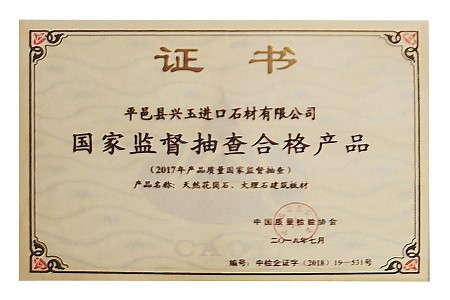 证书
平邑县兴玉进口石材有限公司
国家监督抽查合格产品
（2017年产品质量国家监督抽查）
产品名称：天然花岗石、大理石建筑板材
中国质量检验协会
二〇一八年七月
编号：中检企证字（2018）19-531号